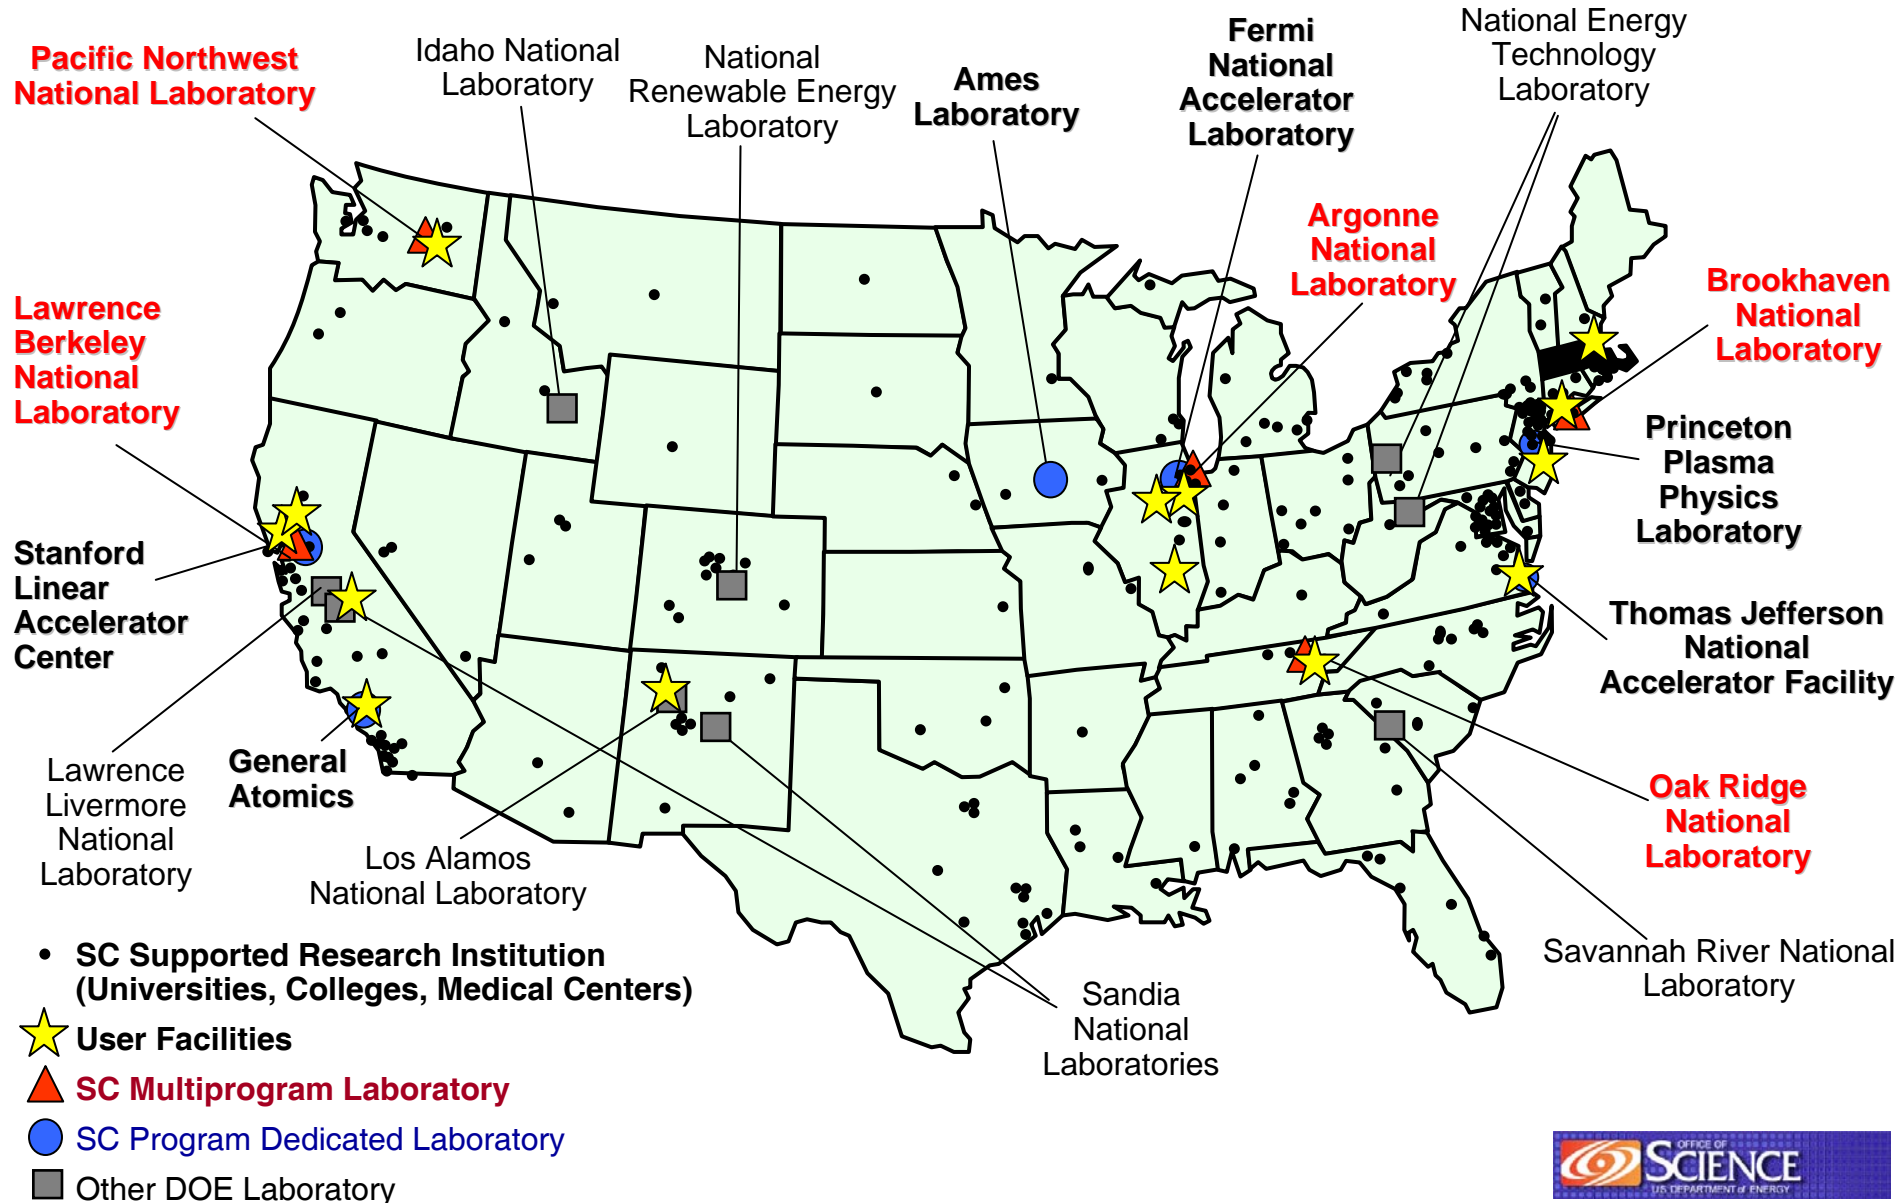 Pacific Northwest
National Laboratory
Idaho National
Laboratory
National
Renewable Energy
Laboratory
Ames
Laboratory
Fermi
National
Accelerator
Laboratory
National Energy
Technology
Laboratory
Argonne
National
Laboratory
Brookhaven
National
Laboratory
Lawrence
Berkeley
National
Laboratory
Princeton
Plasma
Physics
Laboratory
Stanford
Linear
Accelerator
Center
Thomas Jefferson
National
Accelerator Facility
General
Atomics
Lawrence
Livermore
National
Laboratory
Oak Ridge
National
Laboratory
Los Alamos
National Laboratory
Savannah River National
Laboratory
Sandia
National
Laboratories
SC Supported Research Institution
(Universities, Colleges, Medical Centers)
User Facilities
SC Multiprogram Laboratory
SC Program Dedicated Laboratory
Other DOE Laboratory
OFFICE OF
SCIENCE
U.S. DEPARTMENT of ENERGY